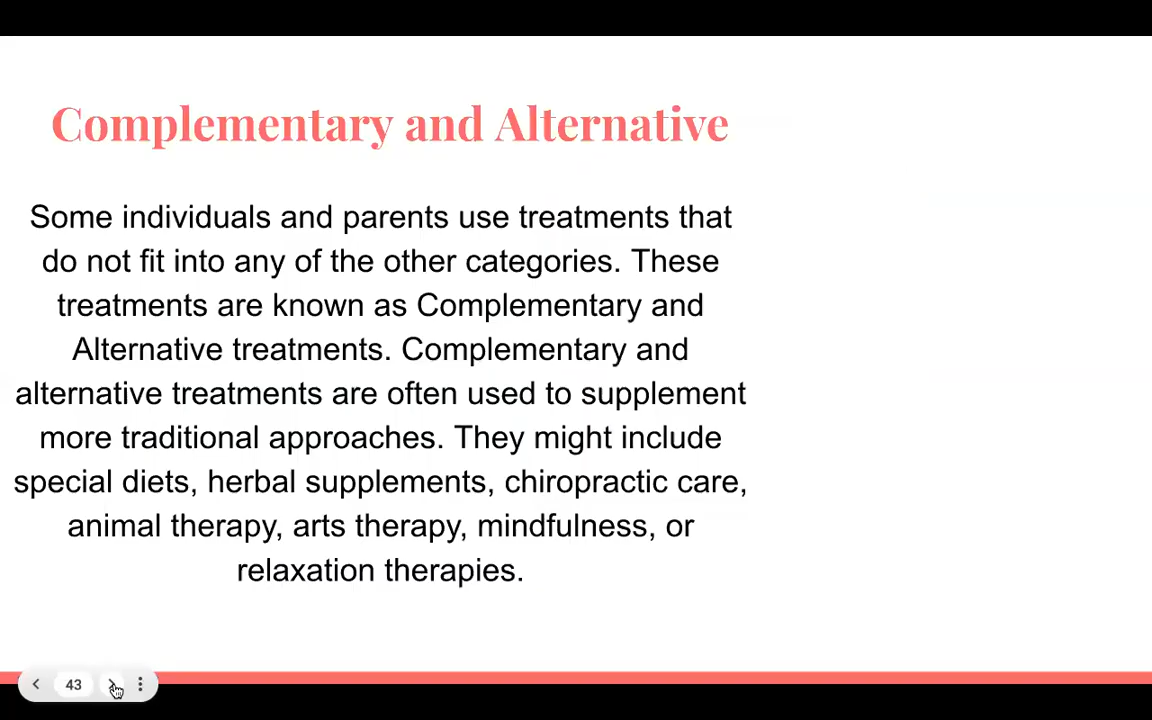 Complementary and Alternative
Some individuals and parents use treatments that
do not fit into any of the other categories. These
treatments are known as Complementary and
Alternative treatments. Complementary and
alternative treatments are often used to supplement
more traditional approaches. They might include
special diets, herbal supplements, chiropractic care,
animal therapy, arts therapy, mindfulness, or
relaxation therapies.
43